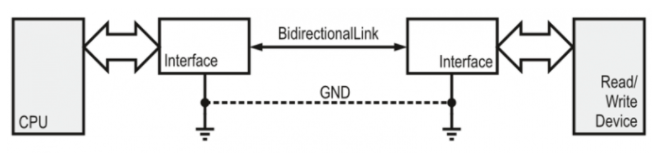 BidirectionalLink
Interface
Interface
GND
CPU
Read/
Write
Device